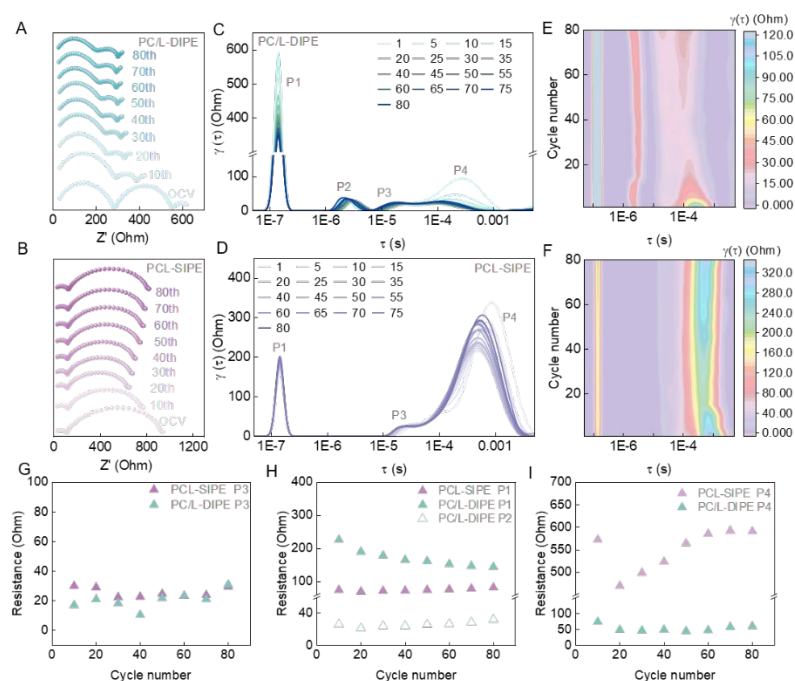 A
PC/L-DIPE
80th
70th
60th
50th
40th
30th
20th
10th
OCV
0 200 400 600
Z' (Ohm)
B
PCL-SIPE
80th
70th
60th
50th
40th
30th
20th
10th
OCV
0 400 800 1200
Z' (Ohm)
C
PC/L-DIPE
P1
1 5 10 15
20 25 30 35
40 45 50 55
60 65 70 75
80
P2
P3
P4
600
500
400
300
100
0
γ (τ) (Ohm)
1E-7 1E-6 1E-5 1E-4 0.001
τ (s)
D
PCL-SIPE
1 5 10 15
20 25 30 35
40 45 50 55
60 65 70 75
80
P1
P3
P4
400
300
200
100
0
γ (τ) (Ohm)
1E-7 1E-6 1E-5 1E-4 0.001
τ (s)
E
80
60
40
20
Cycle number
1E-6 1E-4
γ(τ) (Ohm)
120.0
105.0
90.00
75.00
60.00
45.00
30.00
15.00
0.000
F
80
60
40
20
Cycle number
1E-6 1E-4
τ (s)
γ(τ) (Ohm)
320.0
280.0
240.0
200.0
160.0
120.0
80.00
40.00
0.000
G
PCL-SIPE P3
PC/L-DIPE P3
100
80
60
40
20
0
Resistance (Ohm)
0 20 40 60 80 100
Cycle number
H
PCL-SIPE P1
PC/L-DIPE P1
PC/L-DIPE P2
400
300
200
100
40
0
Resistance (Ohm)
0 20 40 60 80 100
Cycle number
I
PCL-SIPE P4
PC/L-DIPE P4
700
650
600
550
500
100
50
0
Resistance (Ohm)
0 20 40 60 80 100
Cycle number